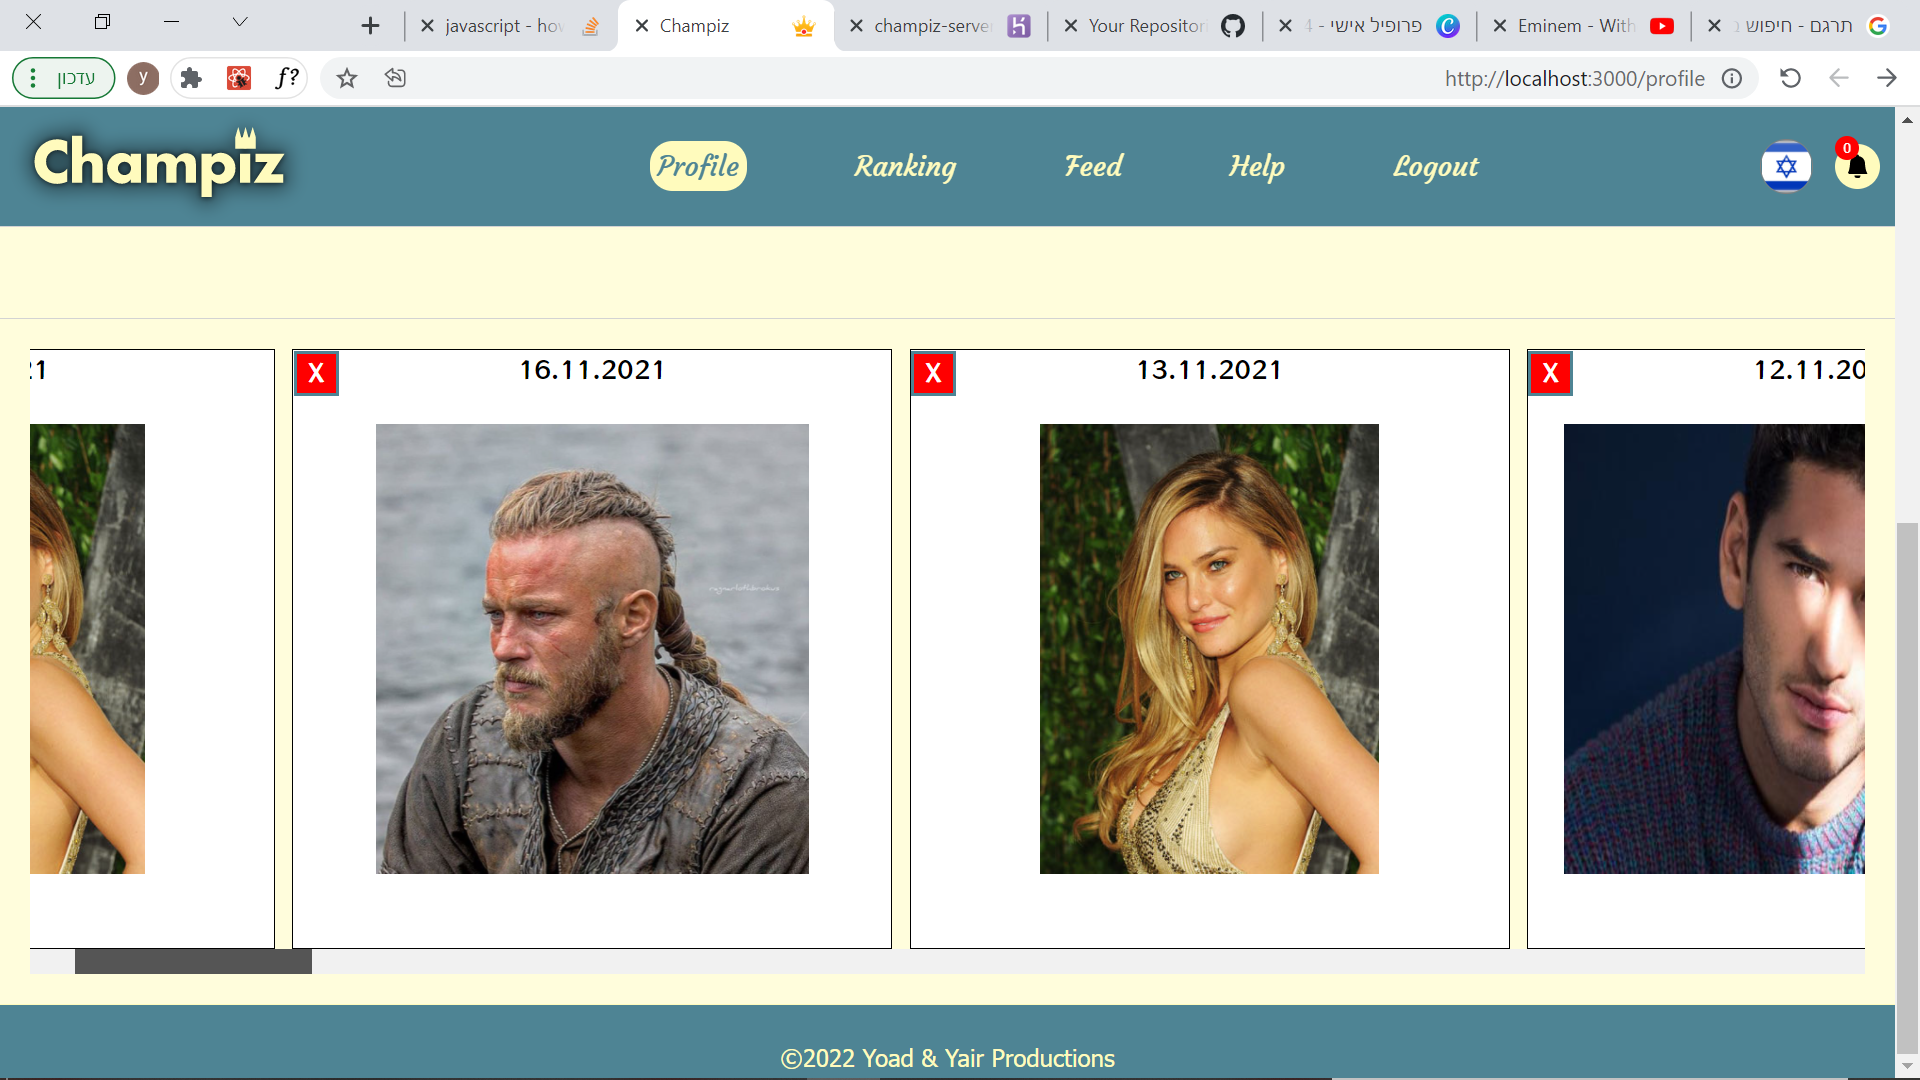 javascript - how
Champiz
champiz-serve
Your Repositor
פרופיל אישי - 4
Eminem - With
תרגם - חיפוש ב
עדכון
y
f?
http://localhost:3000/profile
Champiz
Profile
Ranking
Feed
Help
Logout
0
21
X
16.11.2021
X
13.11.2021
X
12.11.20
©2022 Yoad & Yair Productions